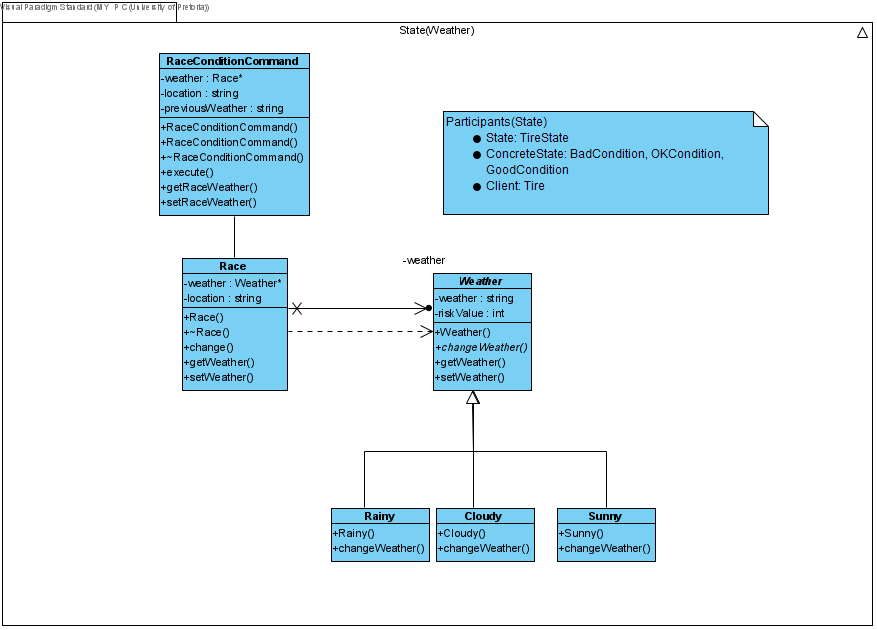 Visual Paradigm Standard(MY P C(University of Pretoria))
State(Weather)
RaceConditionCommand
-weather : Race*
-location : string
-previousWeather : string
+RaceConditionCommand()
+RaceConditionCommand()
+~RaceConditionCommand()
+execute()
+getRaceWeather()
+setRaceWeather()
Participants(State)
State: TireState
ConcreteState: BadCondition, OKCondition,
GoodCondition
Client: Tire
Race
-weather : Weather*
-location : string
+Race()
+~Race()
+change()
+getWeather()
+setWeather()
-weather
Weather
-weather : string
-riskValue : int
+Weather()
+changeWeather()
+getWeather()
+setWeather()
Rainy
+Rainy()
+changeWeather()
Cloudy
+Cloudy()
+changeWeather()
Sunny
+Sunny()
+changeWeather()